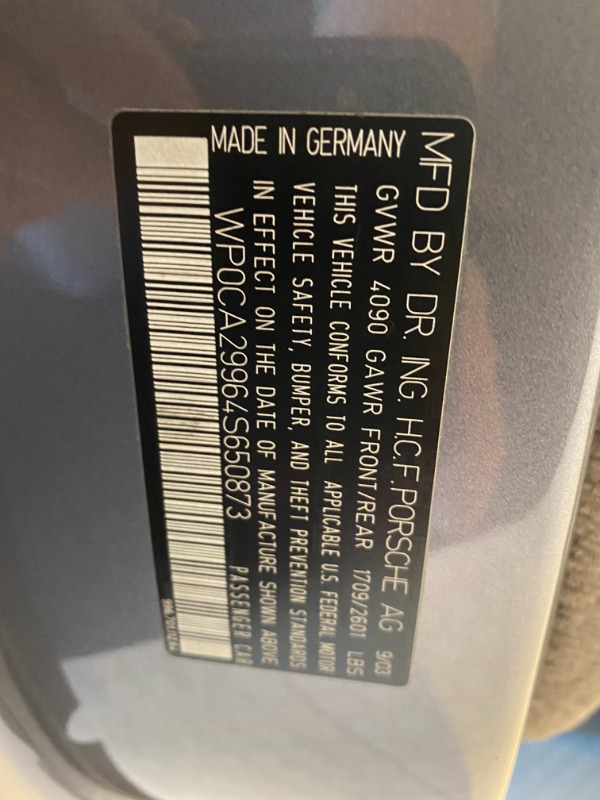 MFD BY DR. ING. H.C.F.PORSCHE AG 9/03
GVWR 4090 GAWR FRONT/REAR 1709/2601 LBS
THIS VEHICLE CONFORMS TO ALL APPLICABLE U.S. FEDERAL MOTOR
VEHICLE SAFETY, BUMPER, AND THEFT PREVENTION STANDARDS
IN EFFECT ON THE DATE OF MANUFACTURE SHOWN ABOVE
MADE IN GERMANY
WP0CA29964S650873 PASSENGER CAR